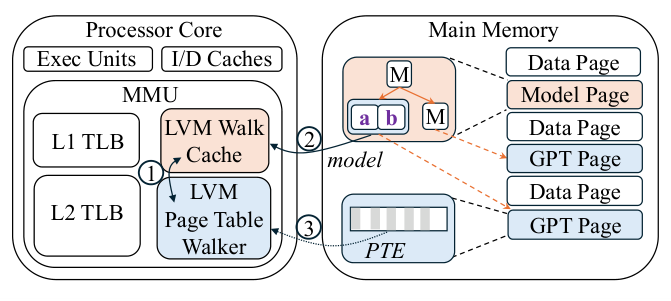 Processor Core
Exec Units
I/D Caches
MMU
L1 TLB
L2 TLB
LVM Walk
Cache
1
LVM
Page Table
Walker
2
3
Main Memory
M
a b
M
model
PTE
Data Page
Model Page
Data Page
GPT Page
Data Page
GPT Page